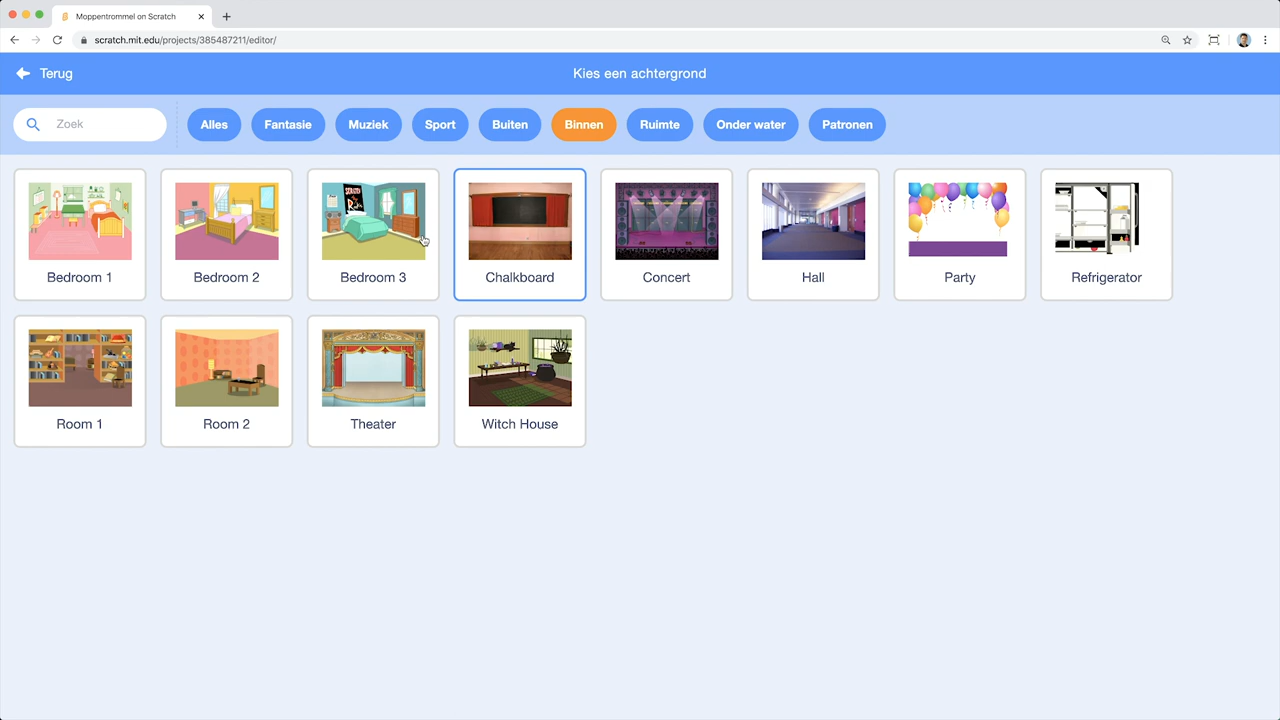 Moppentrommel on Scratch
scratch.mit.edu/projects/385487211/editor/
Terug
Kies een achtergrond
Zoek
Alles
Fantasie
Muziek
Sport
Buiten
Binnen
Ruimte
Onder water
Patronen
Bedroom 1
Bedroom 2
SCRATCH
Bedroom 3
Chalkboard
Concert
Hall
Party
Refrigerator
Room 1
Room 2
Theater
Witch House